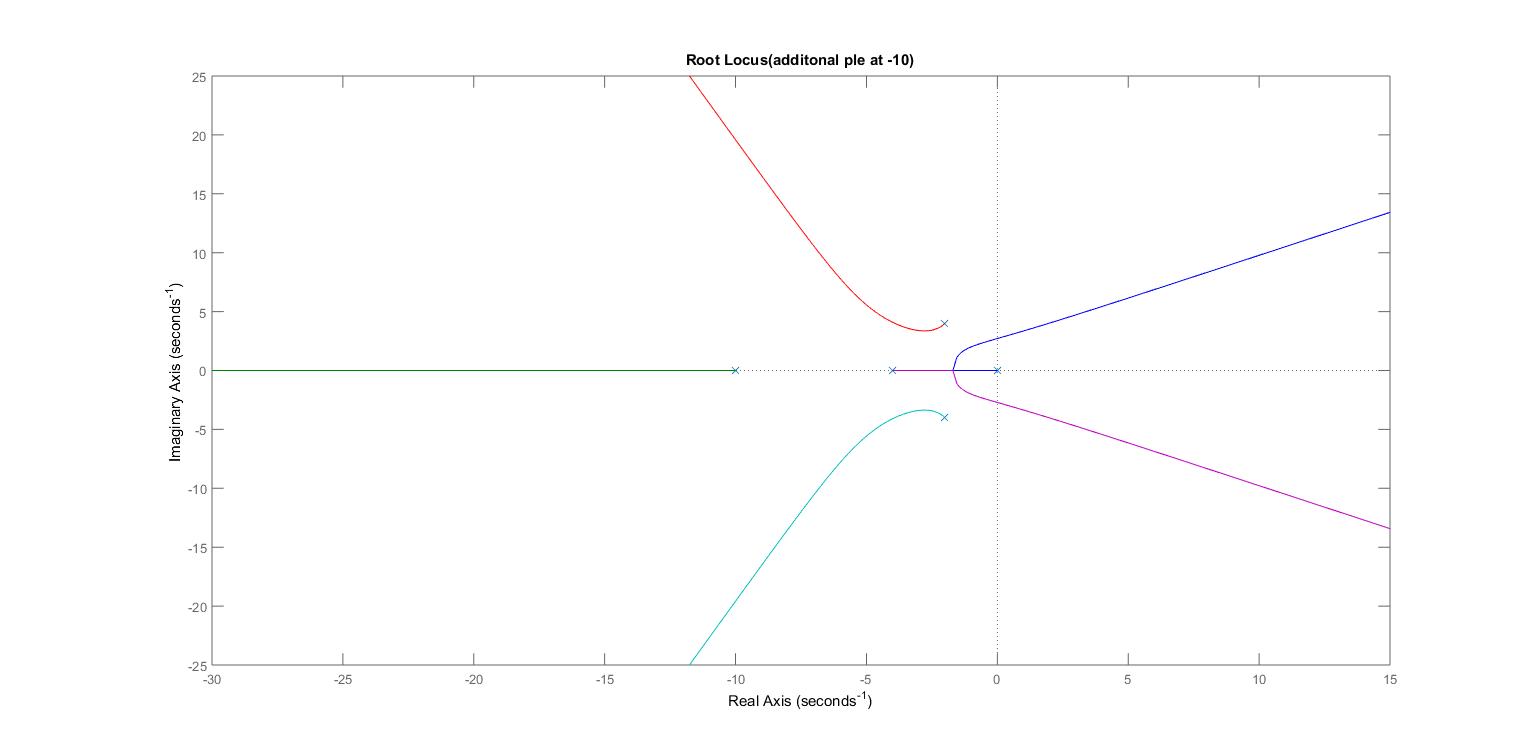 Root Locus(additonal ple at -10)
25
20
15
10
5
0
-5
-10
-15
-20
-25
Imaginary Axis (seconds-1)
-30 -25 -20 -15 -10 -5 0 5 10 15
Real Axis (seconds-1)